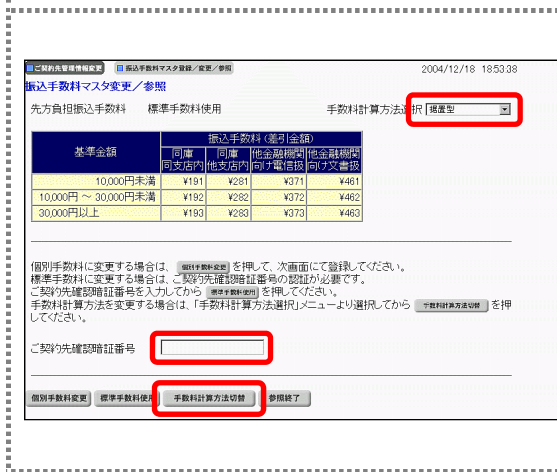 ご契約先管理情報変更 振込手数料マスタ登録／変更／参照 2004/12/18 18:53:38
振込手数料マスタ変更／参照
先方負担振込手数料 標準手数料使用 手数料計算方法選択 据置型
基準金額 振込手数料（差引金額）
同庫同支店内 同庫他支店内 他金融機関向け電信扱 他金融機関向け文書扱
10,000円未満 ¥191 ¥281 ¥371 ¥461
10,000円 ～ 30,000円未満 ¥192 ¥282 ¥372 ¥462
30,000円以上 ¥193 ¥283 ¥373 ¥463
個別手数料に変更する場合は、 個別手数料変更 を押して、次画面にて登録してください。
標準手数料に変更する場合は、ご契約先確認暗証番号の認証が必要です。
ご契約先確認暗証番号を入力してから 標準手数料使用 を押してください。
手数料計算方法を変更する場合は、「手数料計算方法選択」メニューより選択してから 手数料計算方法切替 を押
してください。
ご契約先確認暗証番号
個別手数料変更 標準手数料使用 手数料計算方法切替 参照終了